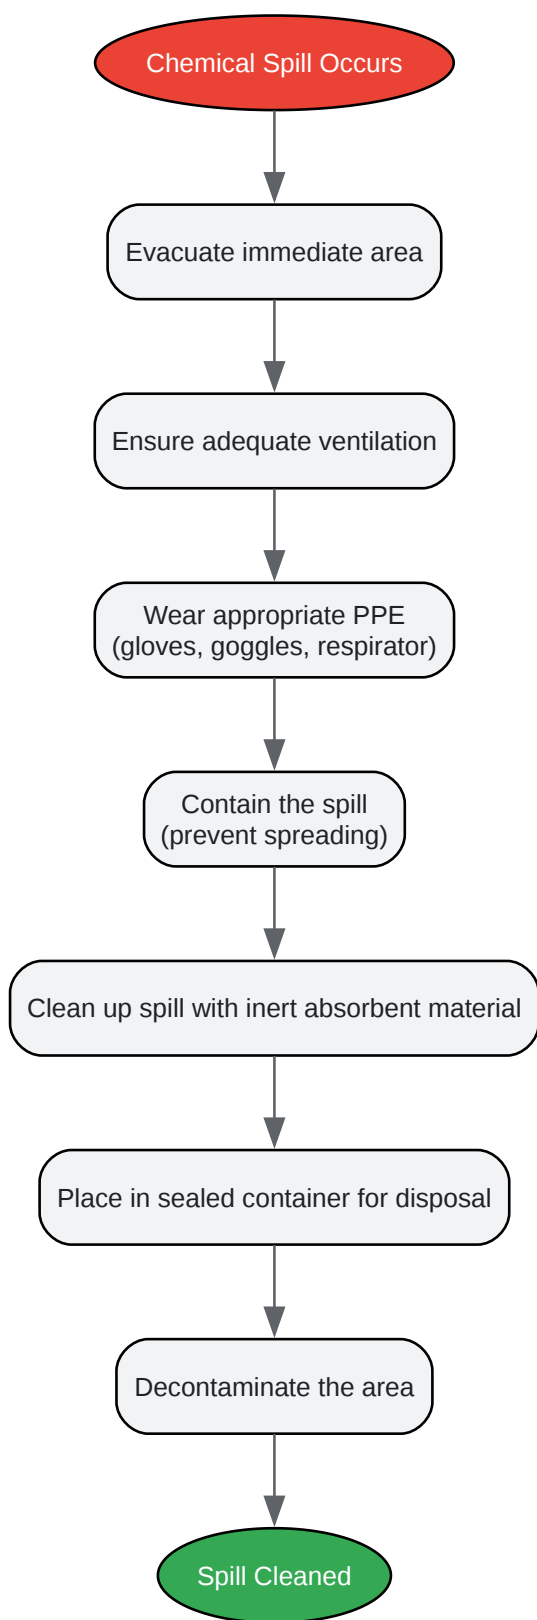 Chemical Spill Occurs
Evacuate immediate area
Ensure adequate ventilation
Wear appropriate PPE
(gloves, goggles, respirator)
Contain the spill
(prevent spreading)
Clean up spill with inert absorbent material
Place in sealed container for disposal
Decontaminate the area
Spill Cleaned